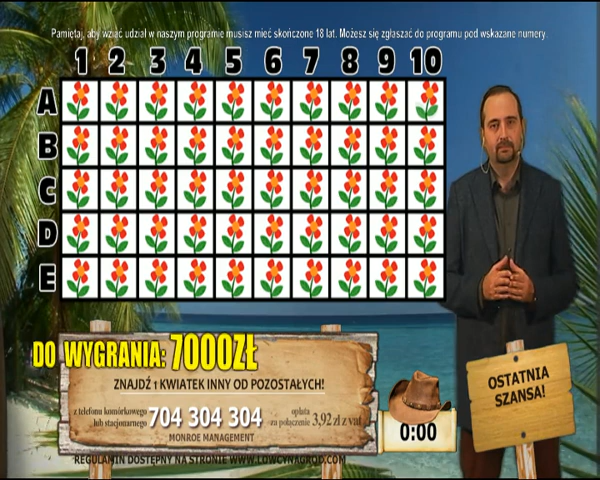 Pamiętaj, aby wziąć udział w naszym programie musisz mieć skończone 18 lat. Możesz się zgłaszać do programu pod wskazane numery.
1 2 3 4 5 6 7 8 9 10
A
B
C
D
E
DO WYGRANIA: 7000ZŁ
ZNAJDŹ 1 KWIATEK INNY OD POZOSTAŁYCH!
z telefonu komórkowego
lub stacjonarnego
704 304 304
opłata
za połączenie 3,92 zł z vat
MONROE MANAGEMENT
REGULAMIN DOSTĘPNY NA STRONIE WWW.LOWCYNAGROD.COM
0:00
OSTATNIA
SZANSA!